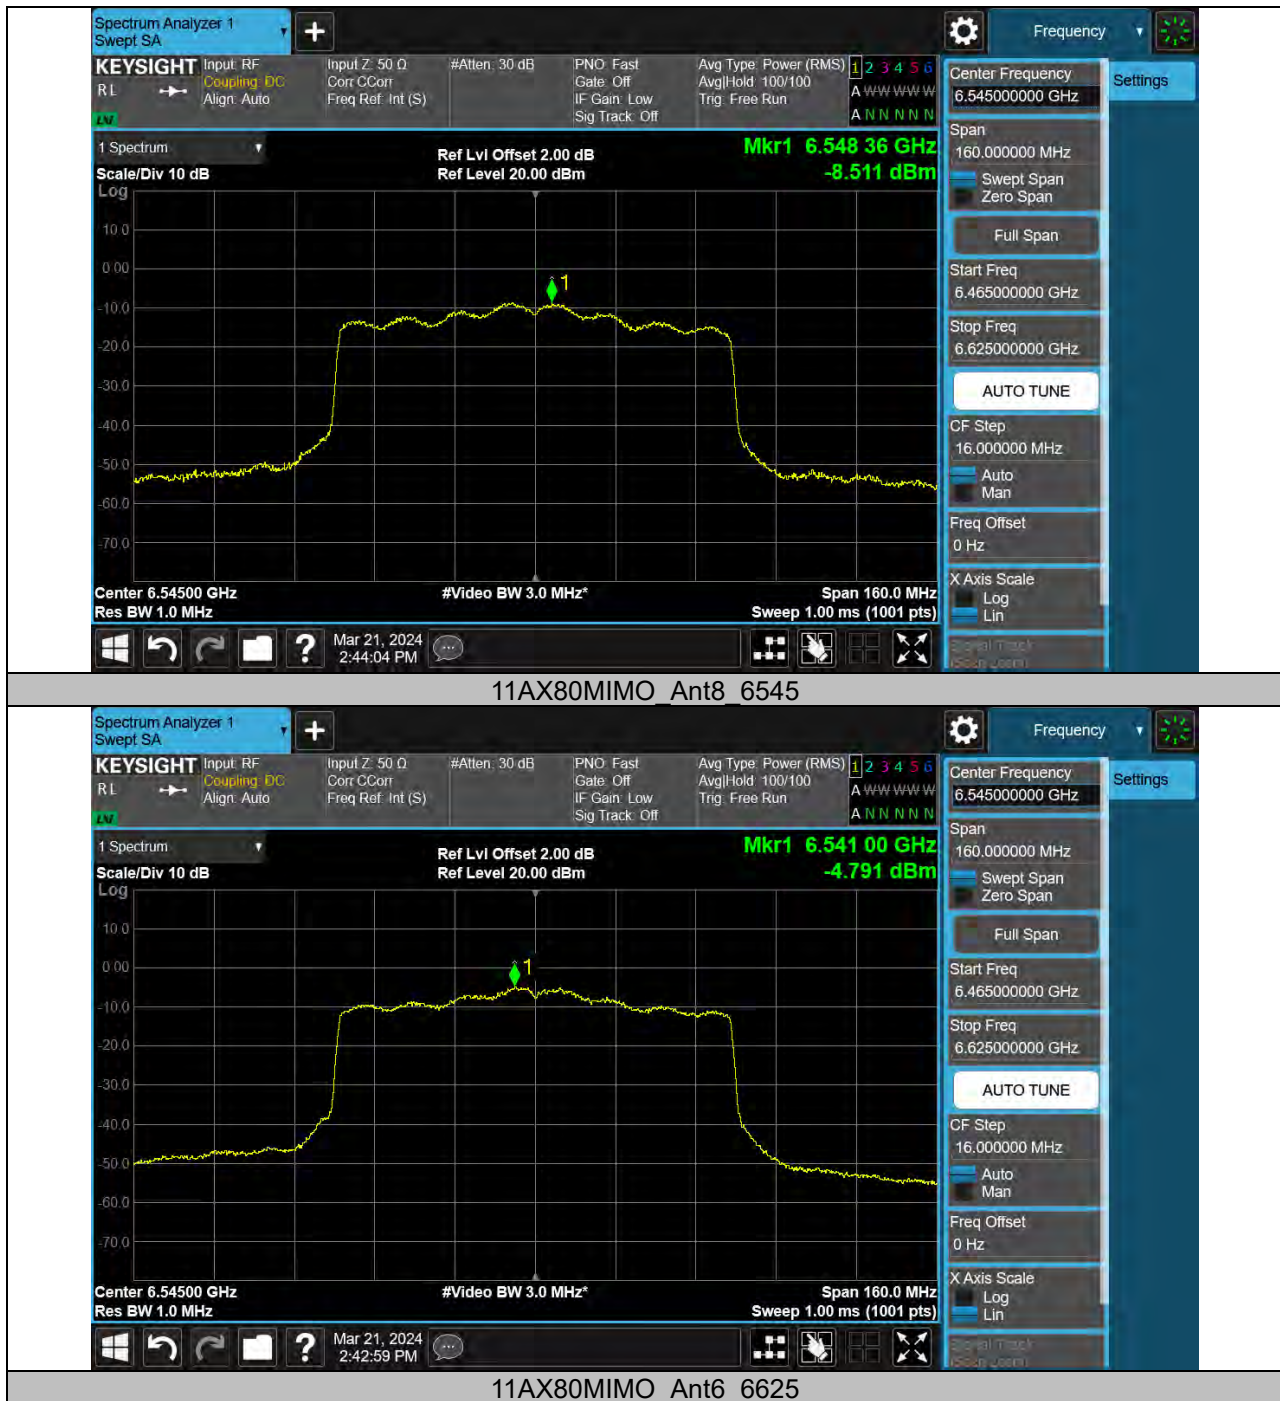 Spectrum Analyzer 1
Swept SA
+
Frequency
KEYSIGHT
RL
Input: RF
Coupling: DC
Align: Auto
Input Z: 50 Ω
Corr CCorr
Freq Ref: Int (S)
#Atten: 30 dB
PNO: Fast
Gate: Off
IF Gain: Low
Sig Track: Off
Avg Type: Power (RMS)
Avg|Hold: 100/100
Trig: Free Run
1 2 3 4 5 6
A W W W W W
A N N N N N
1 Spectrum
Scale/Div 10 dB
Log
Ref Lvl Offset 2.00 dB
Ref Level 20.00 dBm
Mkr1 6.548 36 GHz
-8.511 dBm
1
10.0
0.00
-10.0
-20.0
-30.0
-40.0
-50.0
-60.0
-70.0
Center 6.54500 GHz
Res BW 1.0 MHz
#Video BW 3.0 MHz*
Span 160.0 MHz
Sweep 1.00 ms (1001 pts)
?
Mar 21, 2024
2:44:04 PM
Center Frequency
6.545000000 GHz
Settings
Span
160.000000 MHz
Swept Span
Zero Span
Full Span
Start Freq
6.465000000 GHz
Stop Freq
6.625000000 GHz
AUTO TUNE
CF Step
16.000000 MHz
Auto
Man
Freq Offset
0 Hz
X Axis Scale
Log
Lin
11AX80MIMO_Ant8_6545
Spectrum Analyzer 1
Swept SA
+
Frequency
KEYSIGHT
RL
Input: RF
Coupling: DC
Align: Auto
Input Z: 50 Ω
Corr CCorr
Freq Ref: Int (S)
#Atten: 30 dB
PNO: Fast
Gate: Off
IF Gain: Low
Sig Track: Off
Avg Type: Power (RMS)
Avg|Hold: 100/100
Trig: Free Run
1 2 3 4 5 6
A W W W W W
A N N N N N
1 Spectrum
Scale/Div 10 dB
Log
Ref Lvl Offset 2.00 dB
Ref Level 20.00 dBm
Mkr1 6.541 00 GHz
-4.791 dBm
1
10.0
0.00
-10.0
-20.0
-30.0
-40.0
-50.0
-60.0
-70.0
Center 6.54500 GHz
Res BW 1.0 MHz
#Video BW 3.0 MHz*
Span 160.0 MHz
Sweep 1.00 ms (1001 pts)
?
Mar 21, 2024
2:42:59 PM
Center Frequency
6.545000000 GHz
Settings
Span
160.000000 MHz
Swept Span
Zero Span
Full Span
Start Freq
6.465000000 GHz
Stop Freq
6.625000000 GHz
AUTO TUNE
CF Step
16.000000 MHz
Auto
Man
Freq Offset
0 Hz
X Axis Scale
Log
Lin
11AX80MIMO_Ant6_6625